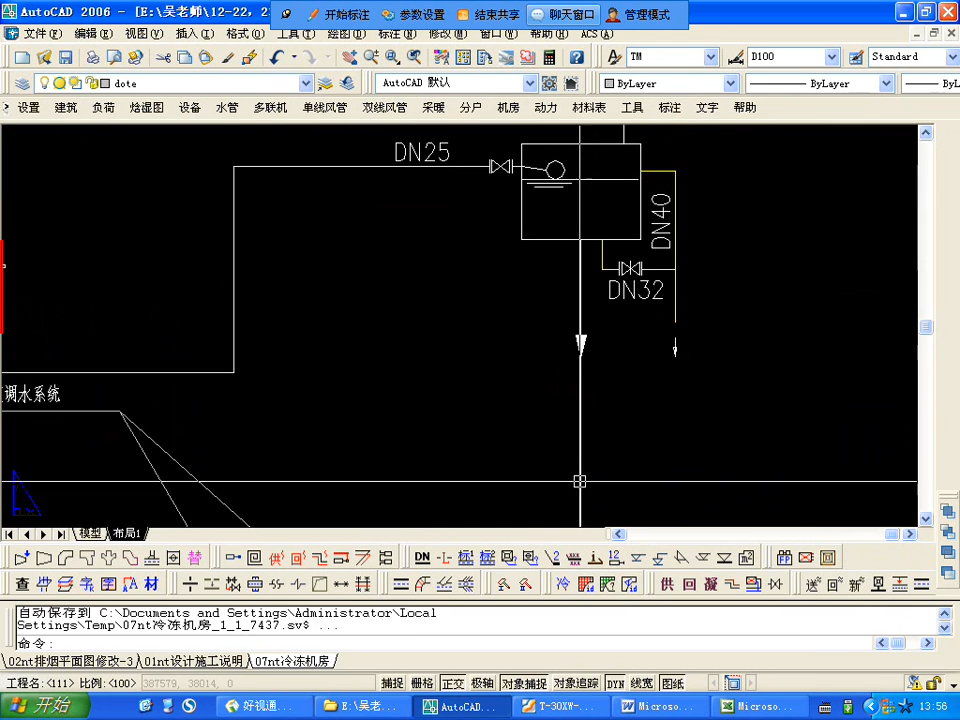 AutoCAD 2006 - [E:\吴老师\12-22, 2
开始标注 参数设置 结束共享 聊天窗口 管理模式
文件(F) 编辑(E) 视图(V) 插入(I) 格式(O) 工具(T) 绘图(D) 标注(N) 修改(M) 窗口(W) 帮助(H) ACS(A)
TM D100 Standard
dote AutoCAD 默认 ByLayer ByLayer ByL
设置 建筑 负荷 焓湿图 设备 水管 多联机 单线风管 双线风管 采暖 分户 机房 动力 材料表 工具 标注 文字 帮助
DN25
DN40
DN32
调水系统
模型 布局1
DN
查 字 材
供 回 凝 送 回 新
自动保存到 C:\Documents and Settings\Administrator\Local
Settings\Temp\07nt冷冻机房_1_1_7437.sv$ ...
命令:
02nt排烟平面图修改-3 01nt设计施工说明 07nt冷冻机房
工程名:<111> 比例:<100> 387579, 38014, 0 捕捉 栅格 正交 极轴 对象捕捉 对象追踪 DYN 线宽 图纸
开始 好视通... E:\吴老... AutoCAD... T-30XW-... Microso... Microso... 13:56